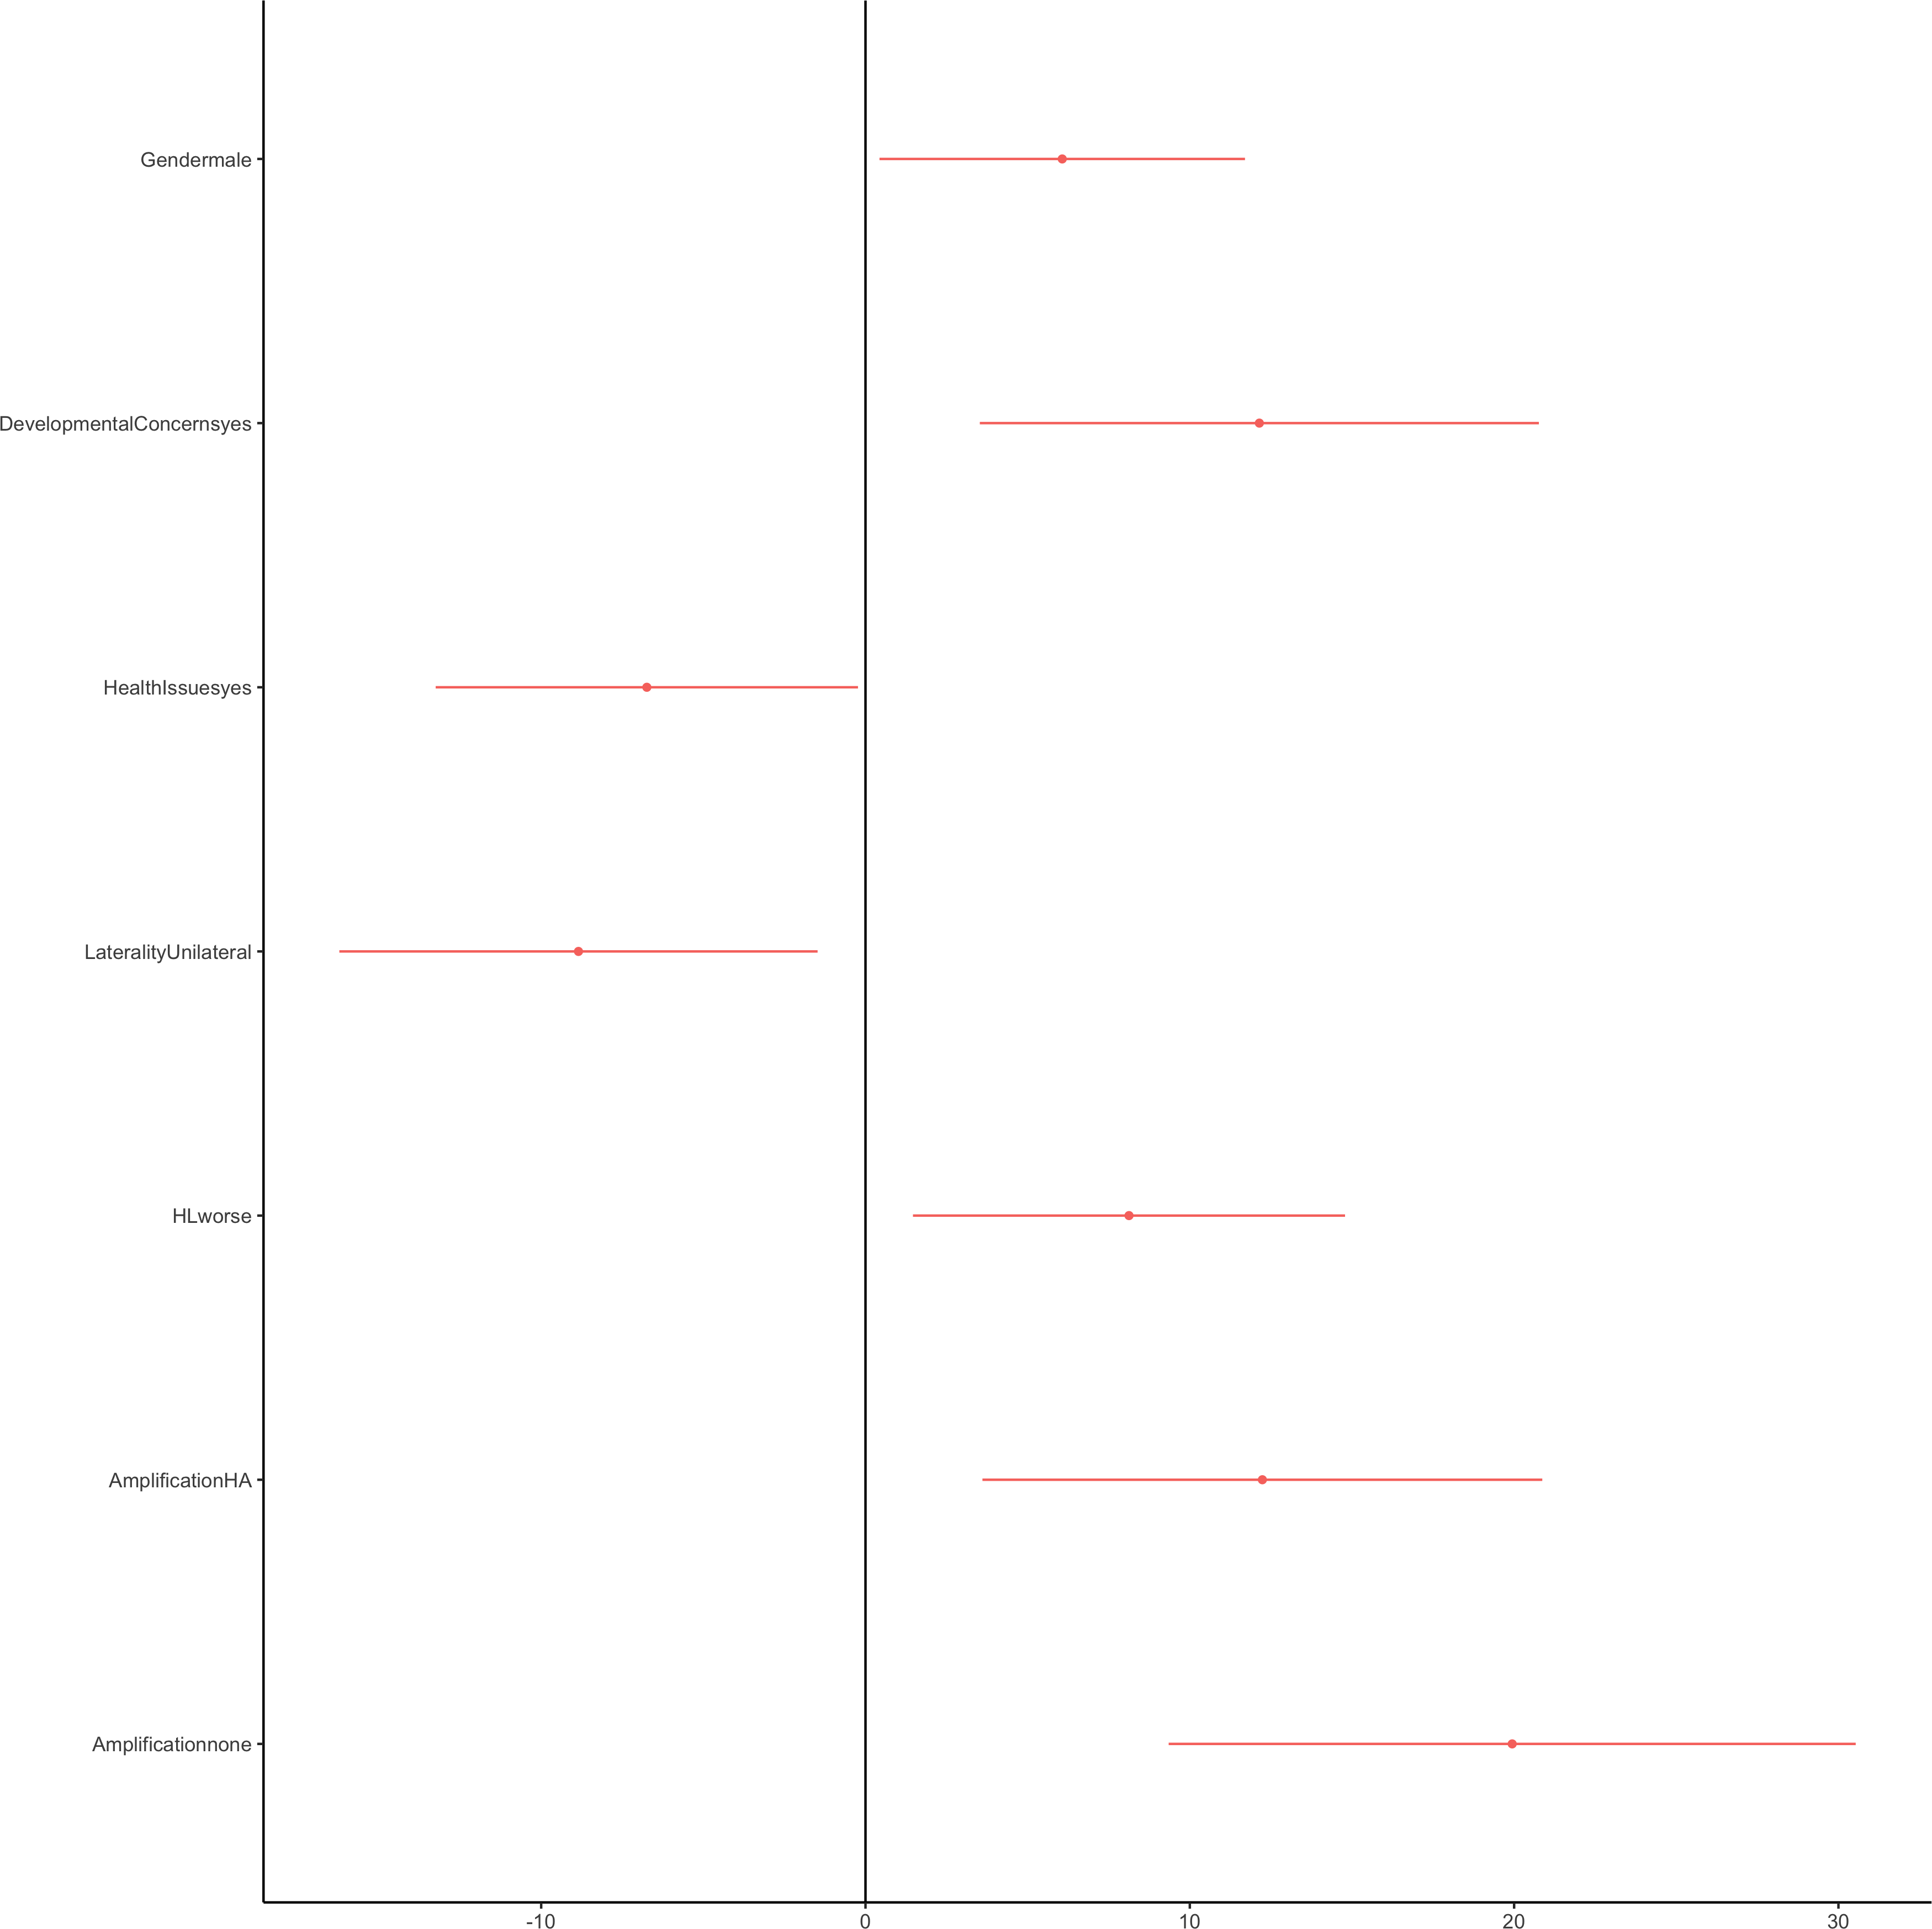 Gendermale
DevelopmentalConcernsyes
HealthIssuesyes
LateralityUnilateral
HLworse
AmplificationHA
Amplificationnone
-10 0 10 20 30